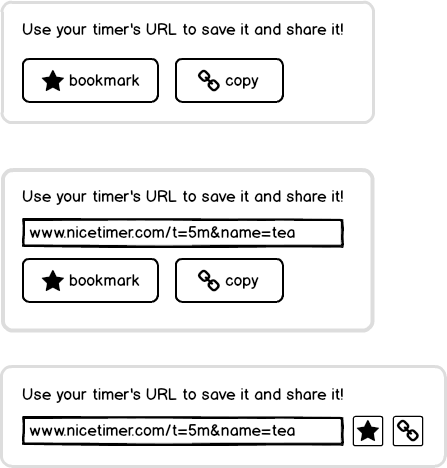 Use your timer's URL to save it and share it!
bookmark copy
Use your timer's URL to save it and share it!
www.nicetimer.com/t=5m&name=tea
bookmark copy
Use your timer's URL to save it and share it!
www.nicetimer.com/t=5m&name=tea